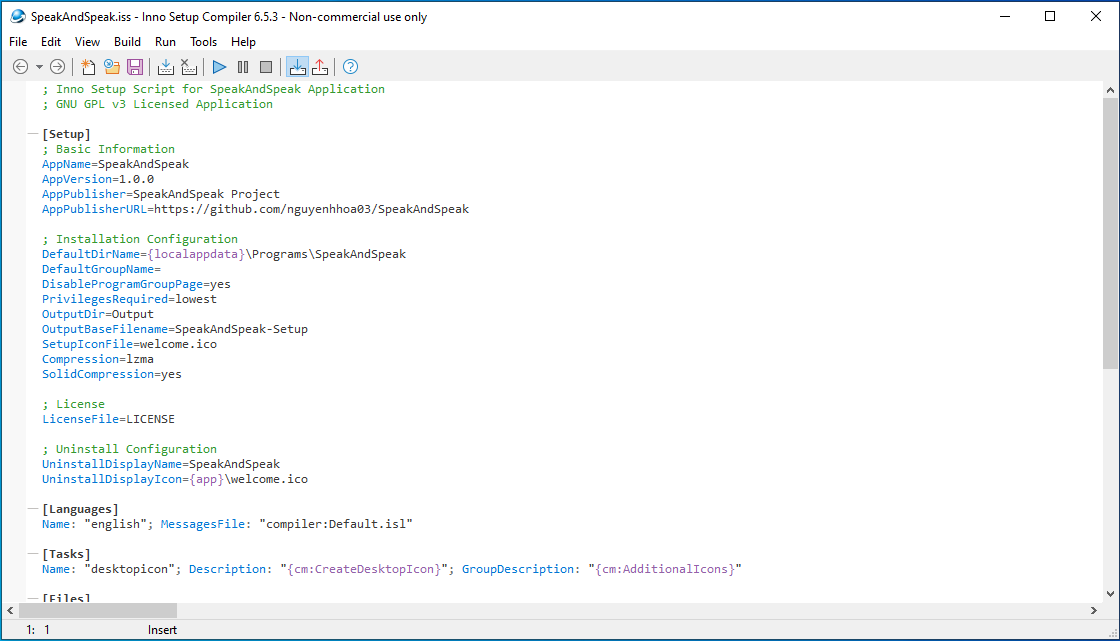 SpeakAndSpeak.iss - Inno Setup Compiler 6.5.3 - Non-commercial use only
File Edit View Build Run Tools Help
; Inno Setup Script for SpeakAndSpeak Application
; GNU GPL v3 Licensed Application
[Setup]
; Basic Information
AppName=SpeakAndSpeak
AppVersion=1.0.0
AppPublisher=SpeakAndSpeak Project
AppPublisherURL=https://github.com/nguyenhhoa03/SpeakAndSpeak
; Installation Configuration
DefaultDirName={localappdata}\Programs\SpeakAndSpeak
DefaultGroupName=
DisableProgramGroupPage=yes
PrivilegesRequired=lowest
OutputDir=Output
OutputBaseFilename=SpeakAndSpeak-Setup
SetupIconFile=welcome.ico
Compression=lzma
SolidCompression=yes
; License
LicenseFile=LICENSE
; Uninstall Configuration
UninstallDisplayName=SpeakAndSpeak
UninstallDisplayIcon={app}\welcome.ico
[Languages]
Name: "english"; MessagesFile: "compiler:Default.isl"
[Tasks]
Name: "desktopicon"; Description: "{cm:CreateDesktopIcon}"; GroupDescription: "{cm:AdditionalIcons}"
[Files]
1: 1 Insert